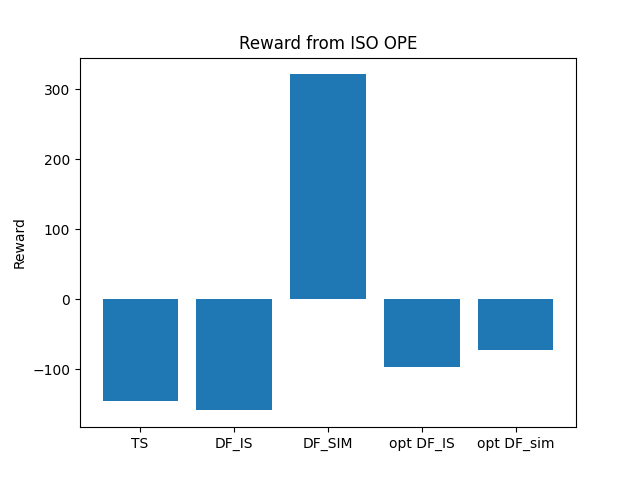 Reward from ISO OPE
Reward
300
200
100
0
−100
TS DF_IS DF_SIM opt DF_IS opt DF_sim